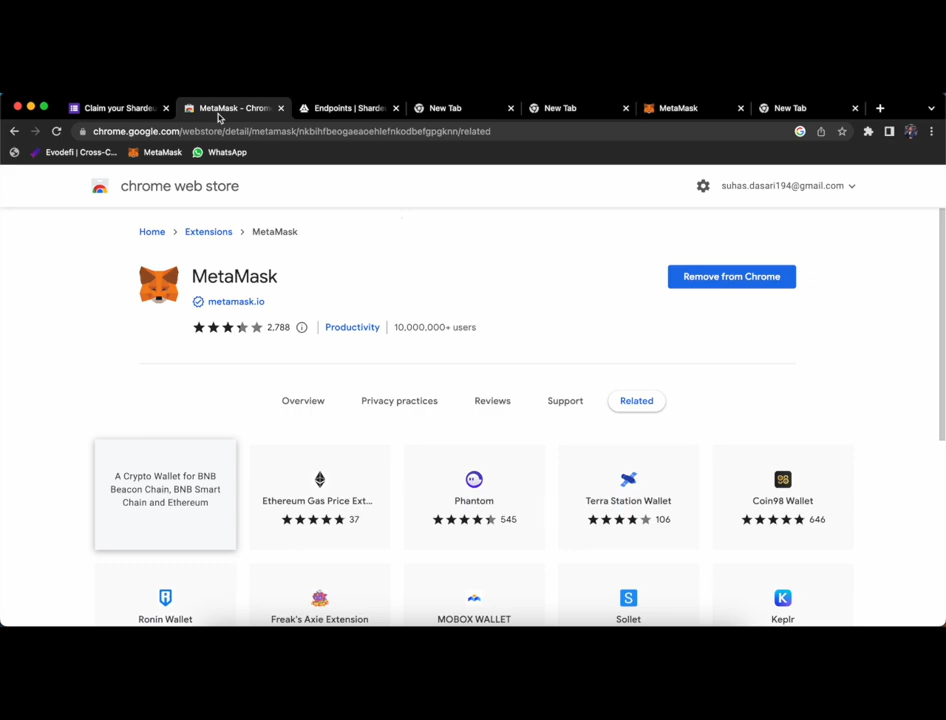 Claim your Shardeu
MetaMask - Chrom
Endpoints | Sharde
New Tab
New Tab
MetaMask
New Tab
chrome.google.com/webstore/detail/metamask/nkbihfbeogaeaoehlefnkodbefgpgknn/related
Evodefi | Cross-C...
MetaMask
WhatsApp
chrome web store
suhas.dasari194@gmail.com
Home > Extensions > MetaMask
MetaMask
Remove from Chrome
metamask.io
2,788
Productivity
10,000,000+ users
Overview
Privacy practices
Reviews
Support
Related
A Crypto Wallet for BNB
Beacon Chain, BNB Smart
Chain and Ethereum
Ethereum Gas Price Ext...
37
Phantom
545
Terra Station Wallet
106
98
Coin98 Wallet
646
Ronin Wallet
Freak's Axie Extension
MOBOX WALLET
S
Sollet
K
Keplr